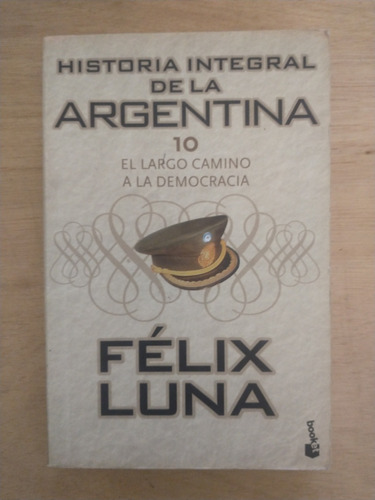 HISTORIA INTEGRAL
DE LA
ARGENTINA
10
EL LARGO CAMINO
A LA DEMOCRACIA
FÉLIX
LUNA
booket